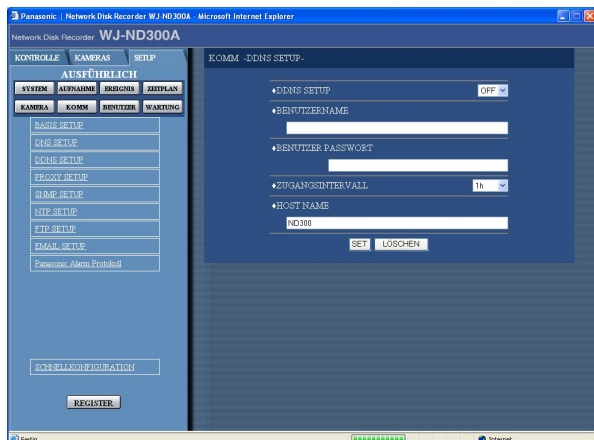 Panasonic | Network Disk Recorder WJ-ND300A - Microsoft Internet Explorer
Network Disk Recorder WJ-ND300A
KONTROLLE KAMERAS SETUP
AUSFÜHRLICH
SYSTEM AUFNAHME EREIGNIS ZEITPLAN
KAMERA KOMM BENUTZER WARTUNG
BASIS SETUP
DNS SETUP
DDNS SETUP
PROXY SETUP
SNMP SETUP
NTP SETUP
FTP SETUP
EMAIL SETUP
Panasonic Alarm Protokoll
SCHNELLKONFIGURATION
REGISTER
KOMM -DDNS SETUP-
♦DDNS SETUP OFF
♦BENUTZERNAME
♦BENUTZER PASSWORT
♦ZUGANGSINTERVALL 1h
♦HOST NAME
ND300
SET LÖSCHEN
Fertig Internet